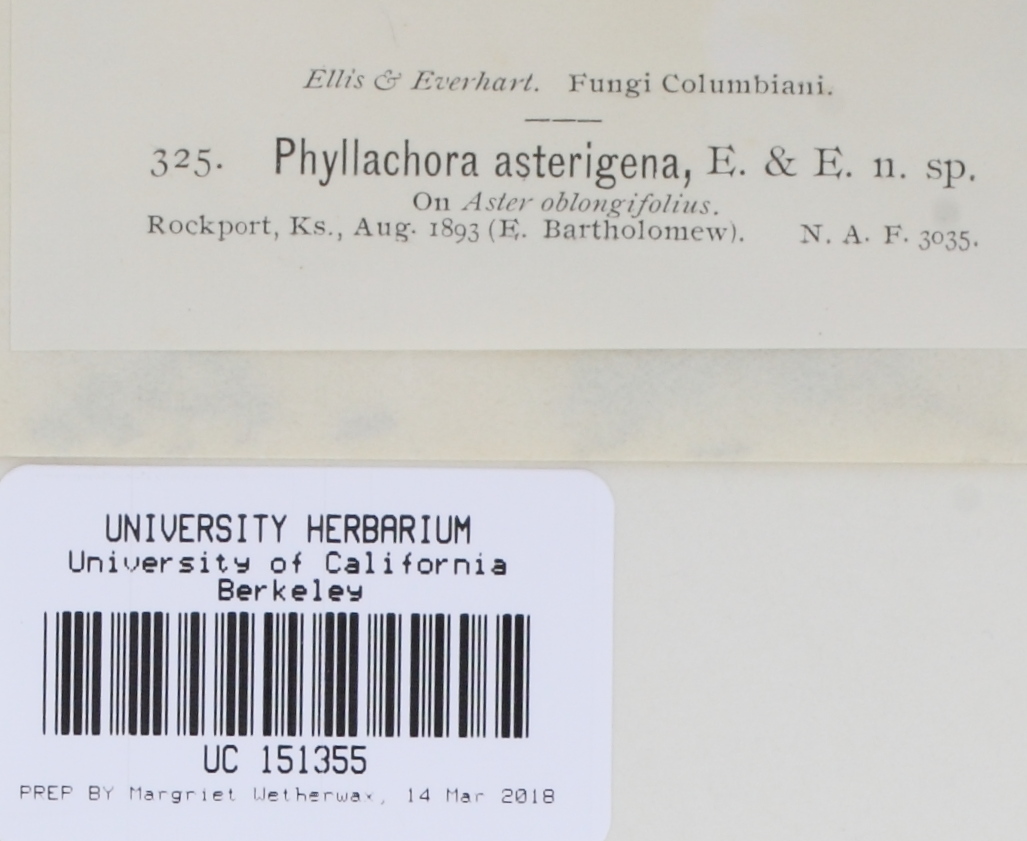 Ellis & Everhart. Fungi Columbiani.
325. Phyllachora asterigena, E. & E. n. sp.
On Aster oblongifolius.
Rockport, Ks., Aug. 1893 (E. Bartholomew). N. A. F. 3035.
UNIVERSITY HERBARIUM
University of California
Berkeley
UC 151355
PREP BY Margriet Wetherwax, 14 Mar 2018